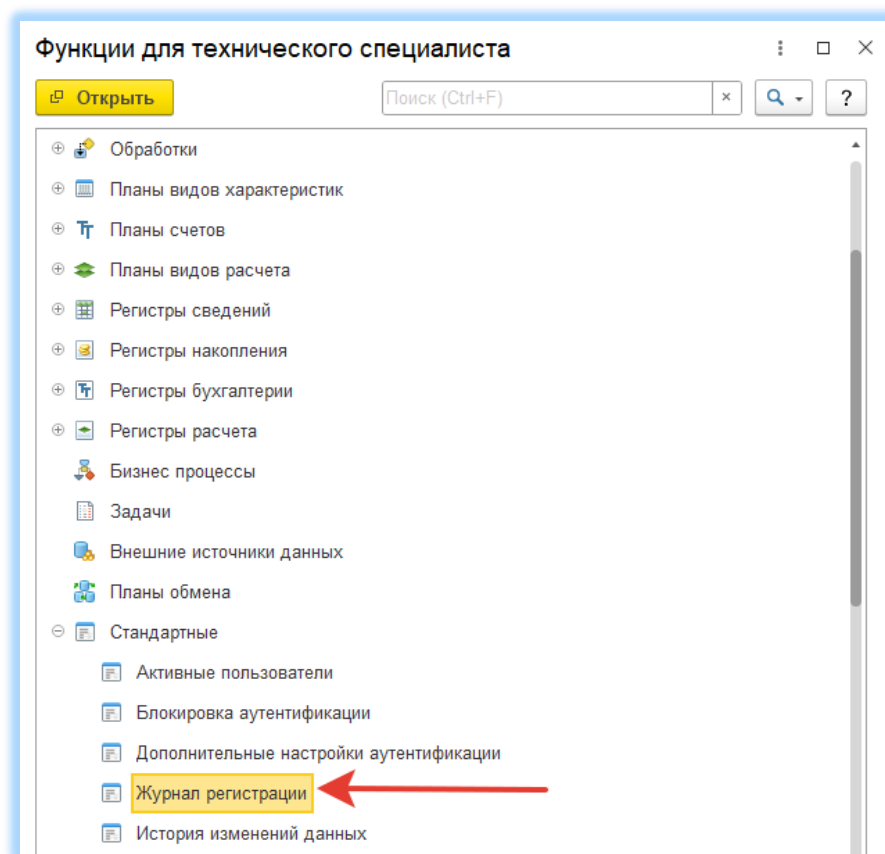 Функции для технического специалиста
Открыть
Поиск (Ctrl+F)
×
?
Обработки
Планы видов характеристик
Планы счетов
Планы видов расчета
Регистры сведений
Регистры накопления
Регистры бухгалтерии
Регистры расчета
Бизнес процессы
Задачи
Внешние источники данных
Планы обмена
Стандартные
Активные пользователи
Блокировка аутентификации
Дополнительные настройки аутентификации
Журнал регистрации
История изменений данных